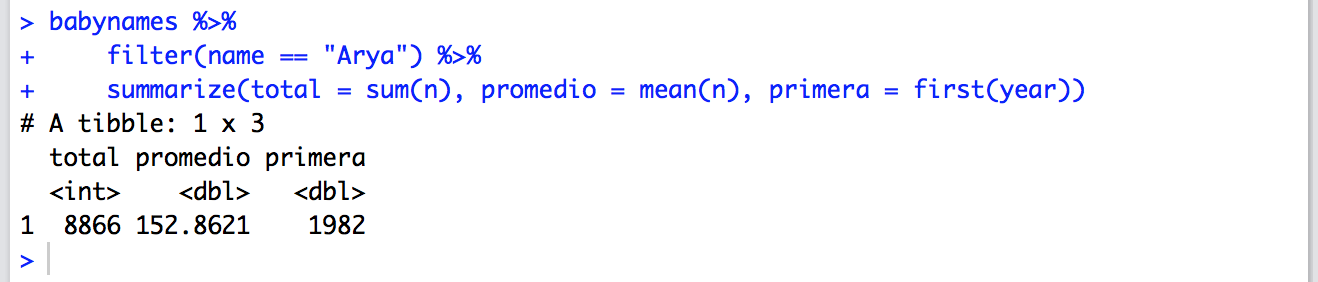 > babynames %>%
+     filter(name == "Arya") %>%
+     summarize(total = sum(n), promedio = mean(n), primera = first(year))
# A tibble: 1 x 3
  total promedio primera
  <int>    <dbl>   <dbl>
1  8866 152.8621    1982
>